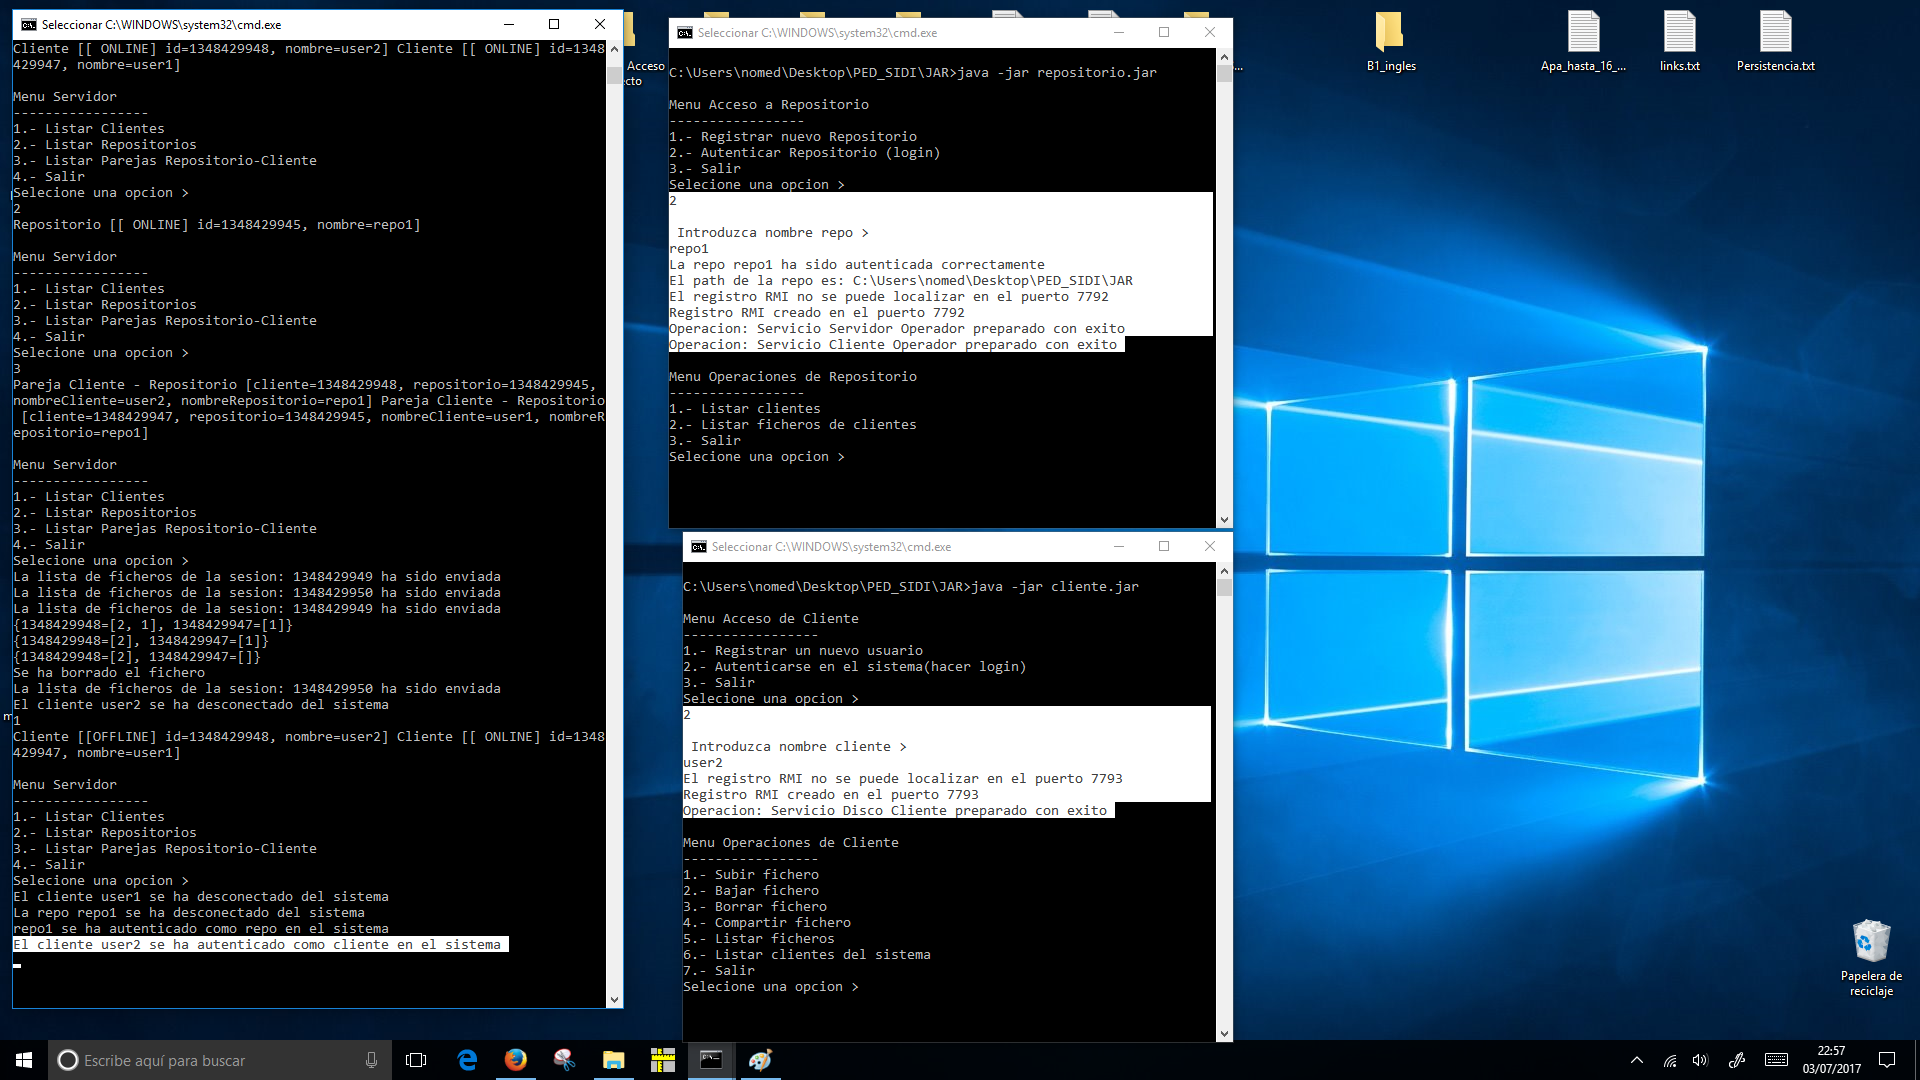 Seleccionar C:\WINDOWS\system32\cmd.exe
Cliente [[ ONLINE] id=1348429948, nombre=user2] Cliente [[ ONLINE] id=1348
429947, nombre=user1]
Menu Servidor
-----------------
1.- Listar Clientes
2.- Listar Repositorios
3.- Listar Parejas Repositorio-Cliente
4.- Salir
Selecione una opcion >
2
Repositorio [[ ONLINE] id=1348429945, nombre=repo1]
Menu Servidor
-----------------
1.- Listar Clientes
2.- Listar Repositorios
3.- Listar Parejas Repositorio-Cliente
4.- Salir
Selecione una opcion >
3
Pareja Cliente - Repositorio [cliente=1348429948, repositorio=1348429945,
nombreCliente=user2, nombreRepositorio=repo1] Pareja Cliente - Repositorio
[cliente=1348429947, repositorio=1348429945, nombreCliente=user1, nombreR
epositorio=repo1]
Menu Servidor
-----------------
1.- Listar Clientes
2.- Listar Repositorios
3.- Listar Parejas Repositorio-Cliente
4.- Salir
Selecione una opcion >
La lista de ficheros de la sesion: 1348429949 ha sido enviada
La lista de ficheros de la sesion: 1348429950 ha sido enviada
La lista de ficheros de la sesion: 1348429949 ha sido enviada
{1348429948=[2, 1], 1348429947=[1]}
{1348429948=[2], 1348429947=[1]}
{1348429948=[2], 1348429947=[]}
Se ha borrado el fichero
La lista de ficheros de la sesion: 1348429950 ha sido enviada
El cliente user2 se ha desconectado del sistema
1
Cliente [[OFFLINE] id=1348429948, nombre=user2] Cliente [[ ONLINE] id=1348
429947, nombre=user1]
Menu Servidor
-----------------
1.- Listar Clientes
2.- Listar Repositorios
3.- Listar Parejas Repositorio-Cliente
4.- Salir
Selecione una opcion >
El cliente user1 se ha desconectado del sistema
La repo repo1 se ha desconectado del sistema
repo1 se ha autenticado como repo en el sistema
El cliente user2 se ha autenticado como cliente en el sistema
Seleccionar C:\WINDOWS\system32\cmd.exe
C:\Users\nomed\Desktop\PED_SIDI\JAR>java -jar repositorio.jar
Menu Acceso a Repositorio
-----------------
1.- Registrar nuevo Repositorio
2.- Autenticar Repositorio (login)
3.- Salir
Selecione una opcion >
2
Introduzca nombre repo >
repo1
La repo repo1 ha sido autenticada correctamente
El path de la repo es: C:\Users\nomed\Desktop\PED_SIDI\JAR
El registro RMI no se puede localizar en el puerto 7792
Registro RMI creado en el puerto 7792
Operacion: Servicio Servidor Operador preparado con exito
Operacion: Servicio Cliente Operador preparado con exito
Menu Operaciones de Repositorio
-----------------
1.- Listar clientes
2.- Listar ficheros de clientes
3.- Salir
Selecione una opcion >
Seleccionar C:\WINDOWS\system32\cmd.exe
C:\Users\nomed\Desktop\PED_SIDI\JAR>java -jar cliente.jar
Menu Acceso de Cliente
-----------------
1.- Registrar un nuevo usuario
2.- Autenticarse en el sistema(hacer login)
3.- Salir
Selecione una opcion >
2
Introduzca nombre cliente >
user2
El registro RMI no se puede localizar en el puerto 7793
Registro RMI creado en el puerto 7793
Operacion: Servicio Disco Cliente preparado con exito
Menu Operaciones de Cliente
-----------------
1.- Subir fichero
2.- Bajar fichero
3.- Borrar fichero
4.- Compartir fichero
5.- Listar ficheros
6.- Listar clientes del sistema
7.- Salir
Selecione una opcion >
Acceso
B1_ingles
Apa_hasta_16_...
links.txt
Persistencia.txt
Papelera de
reciclaje
Escribe aquí para buscar
22:57
03/07/2017